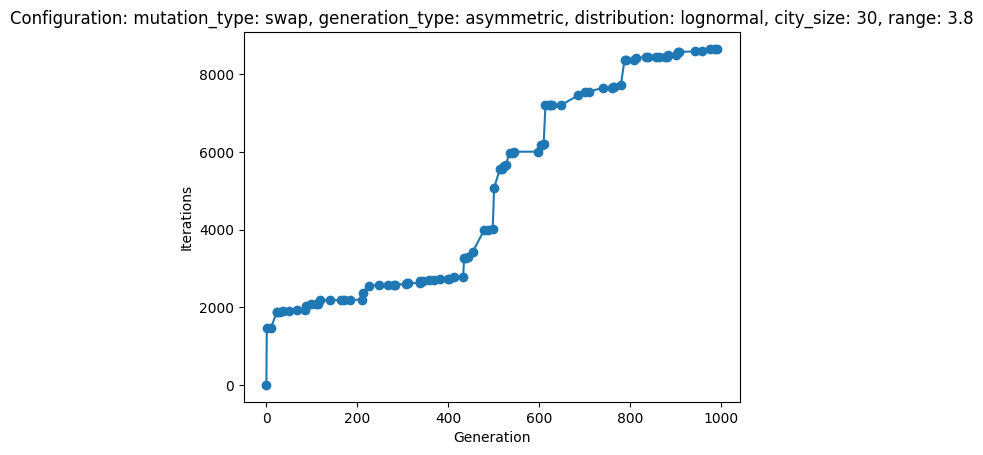 Configuration: mutation_type: swap, generation_type: asymmetric, distribution: lognormal, city_size: 30, range: 3.8
8000
6000
4000
2000
0
Iterations
0 200 400 600 800 1000
Generation